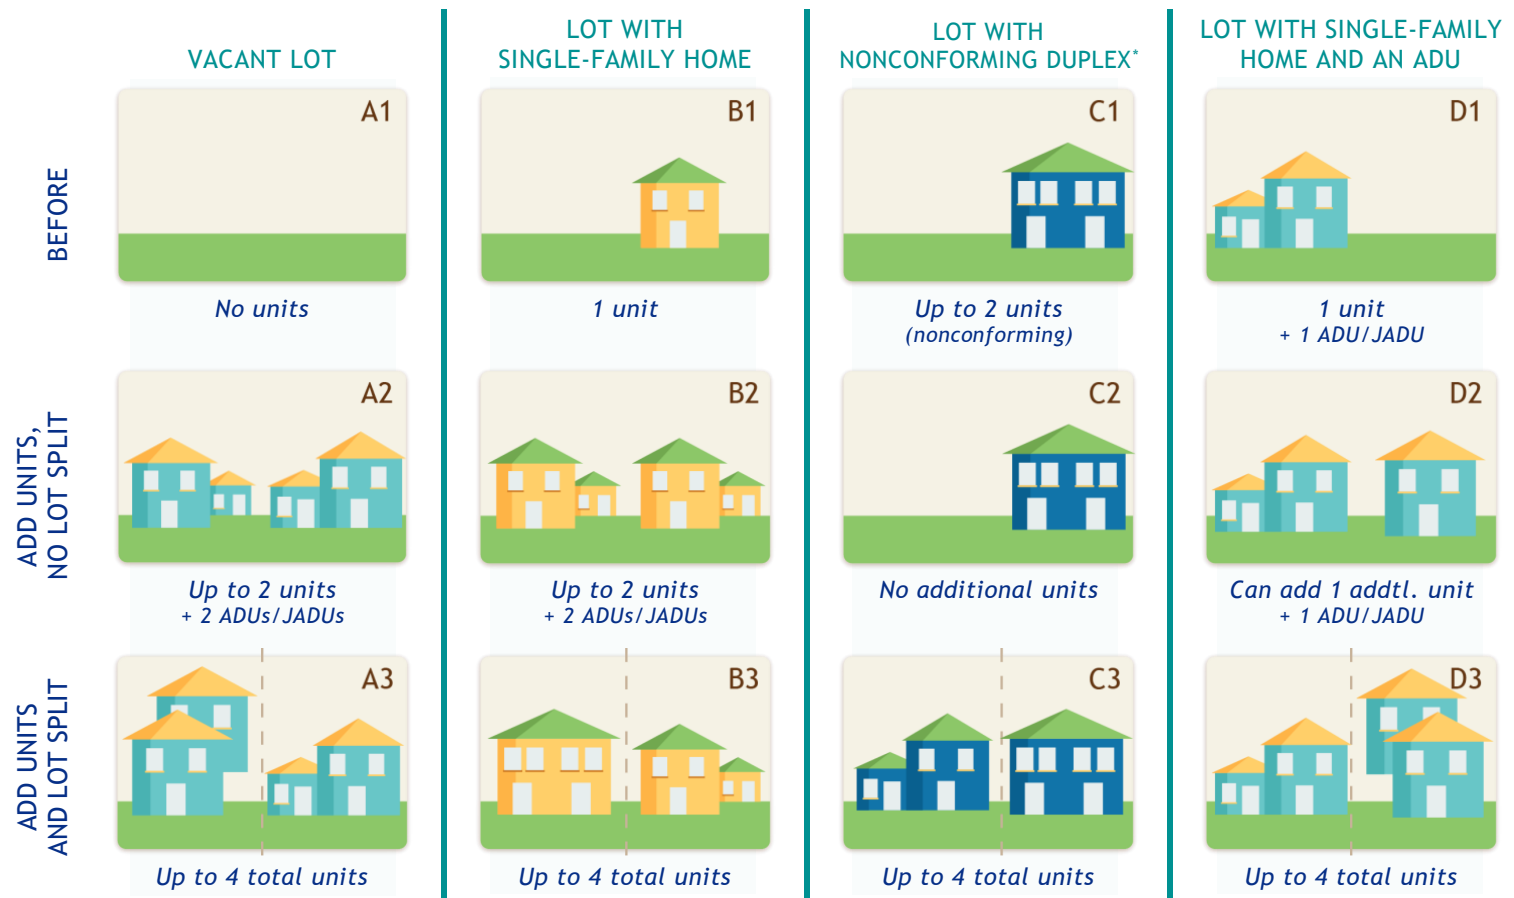 VACANT LOT
LOT WITH
SINGLE-FAMILY HOME
LOT WITH
NONCONFORMING DUPLEX*
LOT WITH SINGLE-FAMILY
HOME AND AN ADU
BEFORE
A1
B1
C1
D1
No units
1 unit
Up to 2 units
(nonconforming)
1 unit
+ 1 ADU/JADU
ADD UNITS,
NO LOT SPLIT
A2
B2
C2
D2
Up to 2 units
+ 2 ADUs/JADUs
Up to 2 units
+ 2 ADUs/JADUs
No additional units
Can add 1 addtl. unit
+ 1 ADU/JADU
ADD UNITS
AND LOT SPLIT
A3
B3
C3
D3
Up to 4 total units
Up to 4 total units
Up to 4 total units
Up to 4 total units